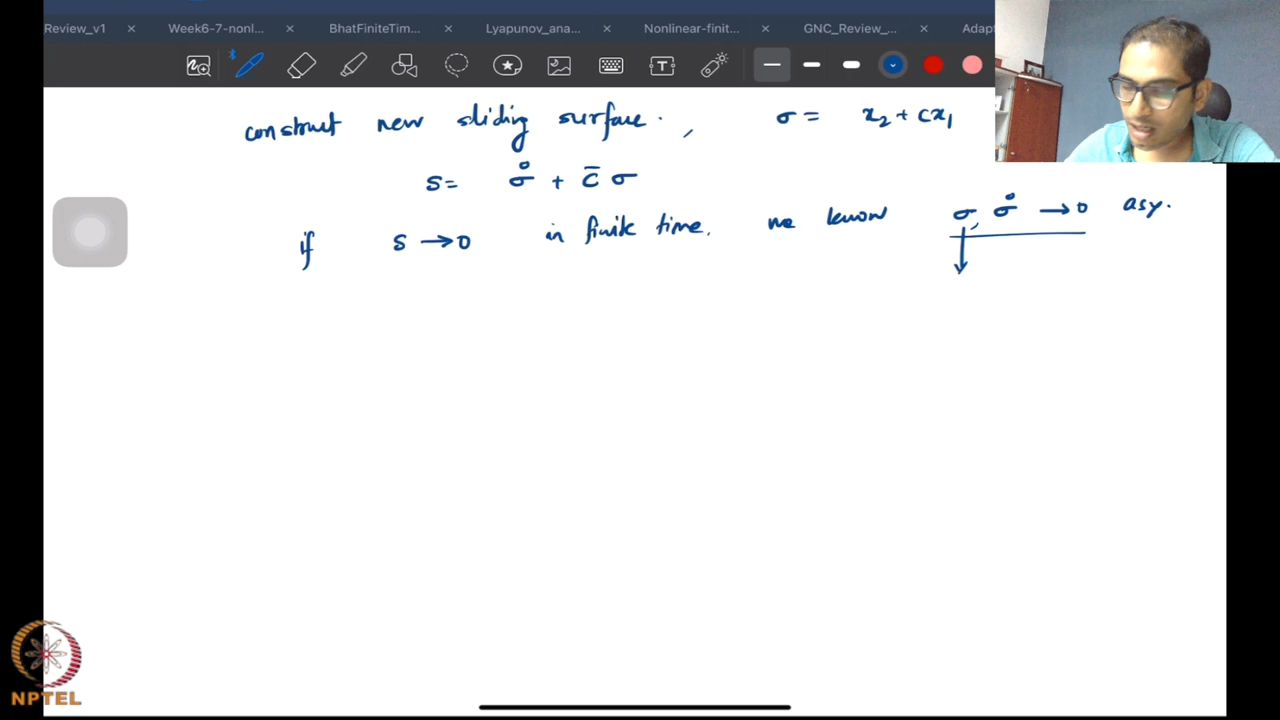 Review_v1 × Week6-7-nonl... × BhatFiniteTim... × Lyapunov_ana... × Nonlinear-finit... × GNC_Review_... × Adap
construct new sliding surface. , σ = x₂ + cx₁
s = σ̊ + c̄ σ
if s → 0 in finite time. we know σ, σ̊ → 0 asy.
NPTEL